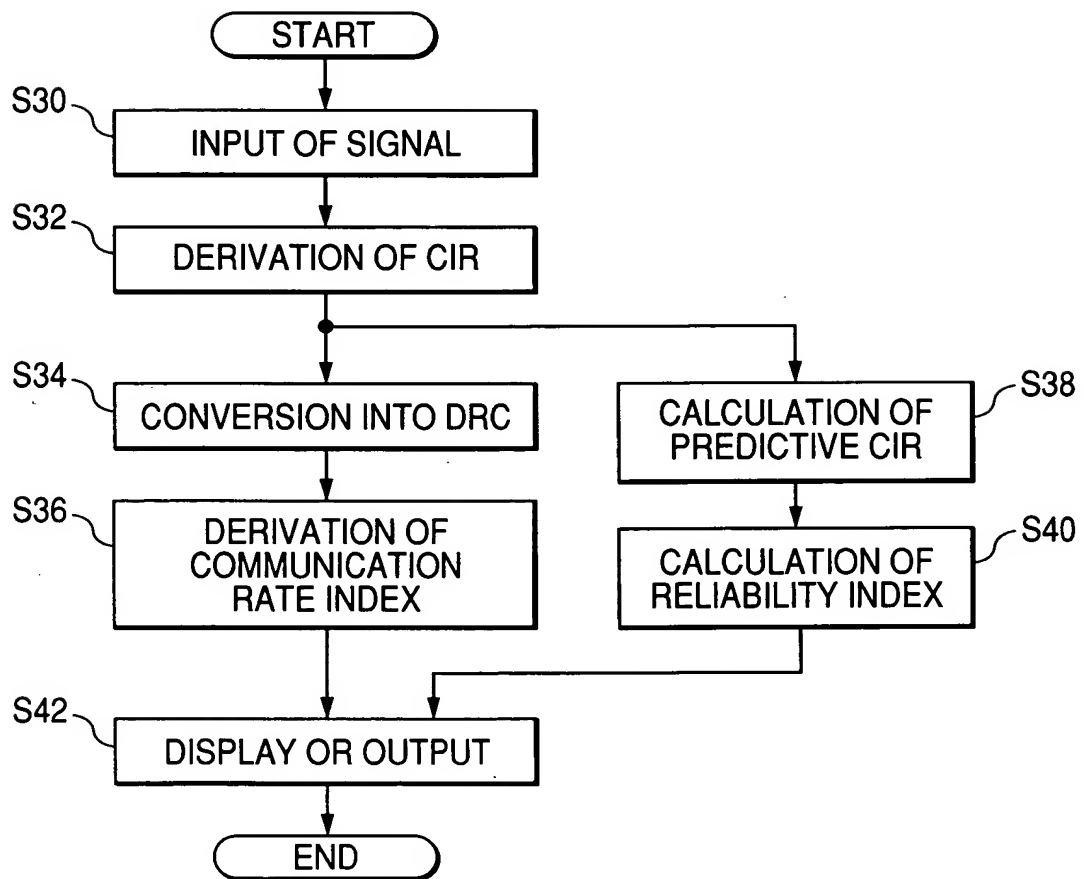 START
S30
INPUT OF SIGNAL
S32
DERIVATION OF CIR
S34
CONVERSION INTO DRC
S38
CALCULATION OF
PREDICTIVE CIR
S36
DERIVATION OF
COMMUNICATION
RATE INDEX
S40
CALCULATION OF
RELIABILITY INDEX
S42
DISPLAY OR OUTPUT
END